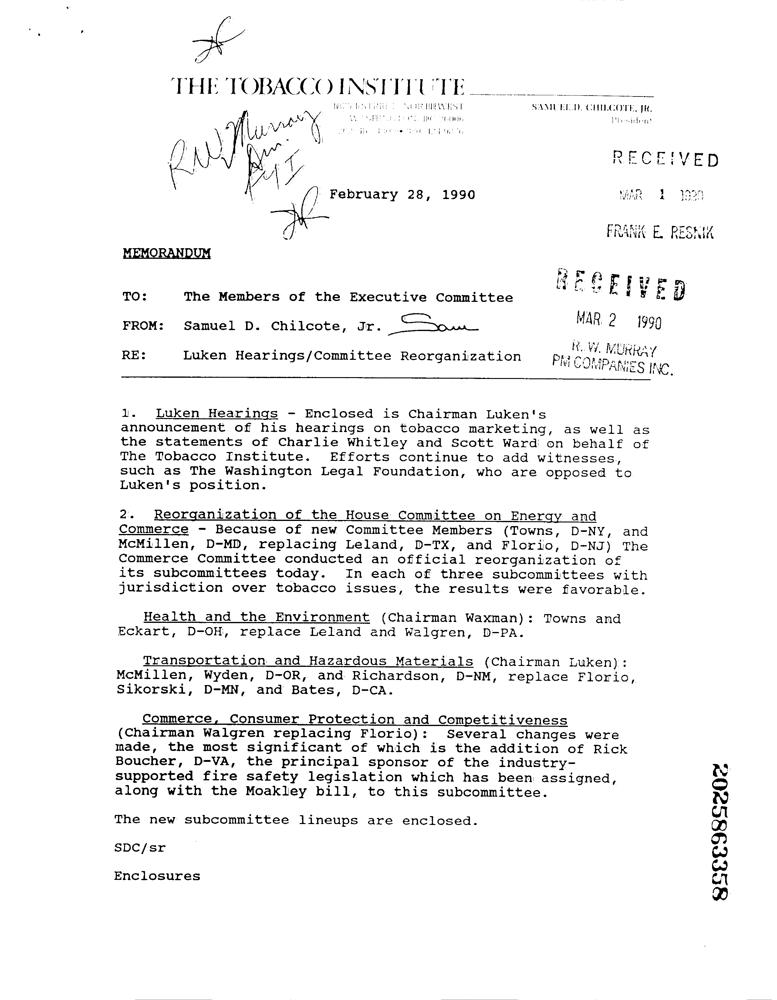 THE TOBACCO INSTITUTE
SAMUEL D. CHILCOTE, JR.
President
RW Murray
FYI
RECEIVED
MAR 1 1990
FRANK E. RESNIK
February 28, 1990
MEMORANDUM
RECEIVED
MAR 2 1990
R. W. MURRAY
PM COMPANIES INC.
TO: The Members of the Executive Committee
FROM: Samuel D. Chilcote, Jr. Sam
RE: Luken Hearings/Committee Reorganization
1. Luken Hearings - Enclosed is Chairman Luken's
announcement of his hearings on tobacco marketing, as well as
the statements of Charlie Whitley and Scott Ward on behalf of
The Tobacco Institute. Efforts continue to add witnesses,
such as The Washington Legal Foundation, who are opposed to
Luken's position.
2. Reorganization of the House Committee on Energy and
Commerce - Because of new Committee Members (Towns, D-NY, and
McMillen, D-MD, replacing Leland, D-TX, and Florio, D-NJ) The
Commerce Committee conducted an official reorganization of
its subcommittees today. In each of three subcommittees with
jurisdiction over tobacco issues, the results were favorable.
Health and the Environment (Chairman Waxman): Towns and
Eckart, D-OH, replace Leland and Walgren, D-PA.
Transportation and Hazardous Materials (Chairman Luken):
McMillen, Wyden, D-OR, and Richardson, D-NM, replace Florio,
Sikorski, D-MN, and Bates, D-CA.
Commerce, Consumer Protection and Competitiveness
(Chairman Walgren replacing Florio): Several changes were
made, the most significant of which is the addition of Rick
Boucher, D-VA, the principal sponsor of the industry-
supported fire safety legislation which has been assigned,
along with the Moakley bill, to this subcommittee.
The new subcommittee lineups are enclosed.
SDC/sr
Enclosures
2025863358